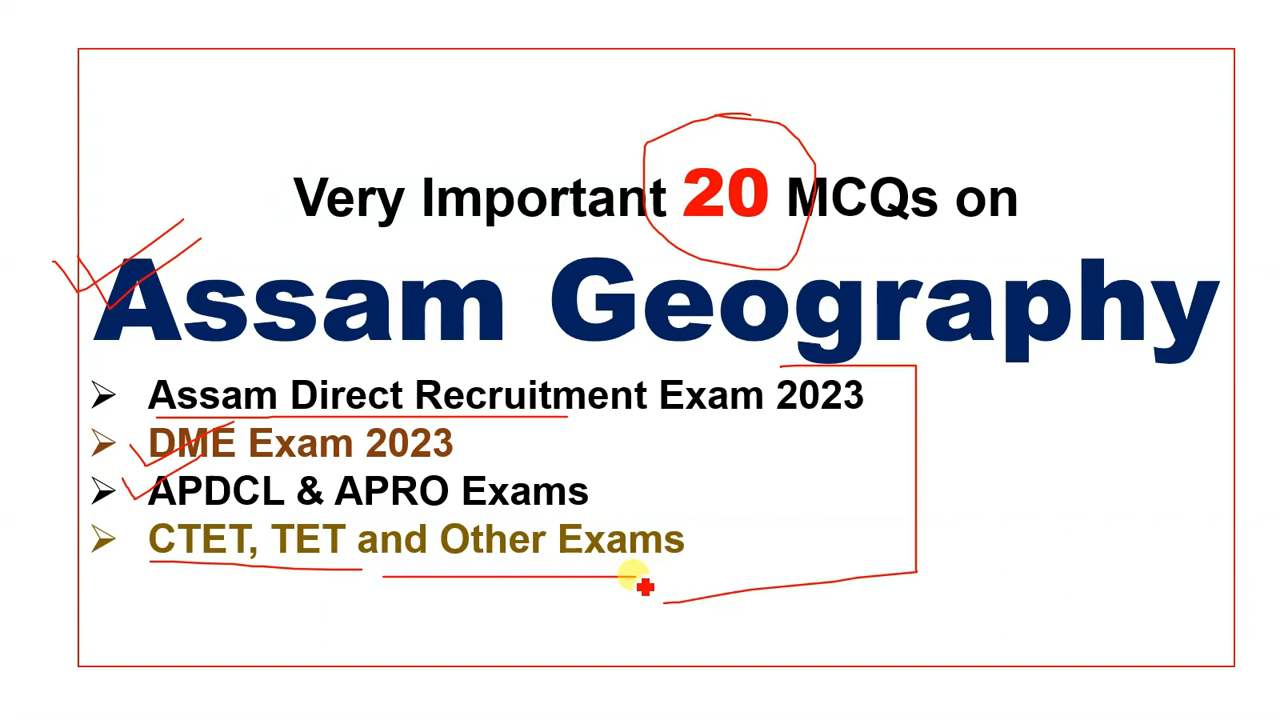 Very Important 20 MCQs on
Assam Geography
Assam Direct Recruitment Exam 2023
DME Exam 2023
APDCL & APRO Exams
CTET, TET and Other Exams